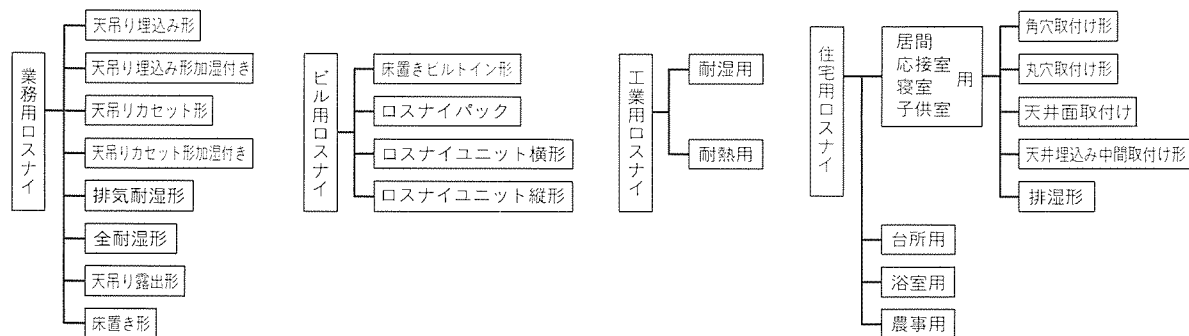 業務用ロスナイ
天吊り埋込み形
天吊り埋込み形加湿付き
天吊りカセット形
天吊りカセット形加湿付き
排気耐湿形
全耐湿形
天吊り露出形
床置き形
ビル用ロスナイ
床置きビルトイン形
ロスナイパック
ロスナイユニット横形
ロスナイユニット縦形
工業用ロスナイ
耐湿用
耐熱用
住宅用ロスナイ
居間
応接室
寝室
子供室
用
角穴取付け形
丸穴取付け形
天井面取付け
天井埋込み中間取付け形
排湿形
台所用
浴室用
農事用